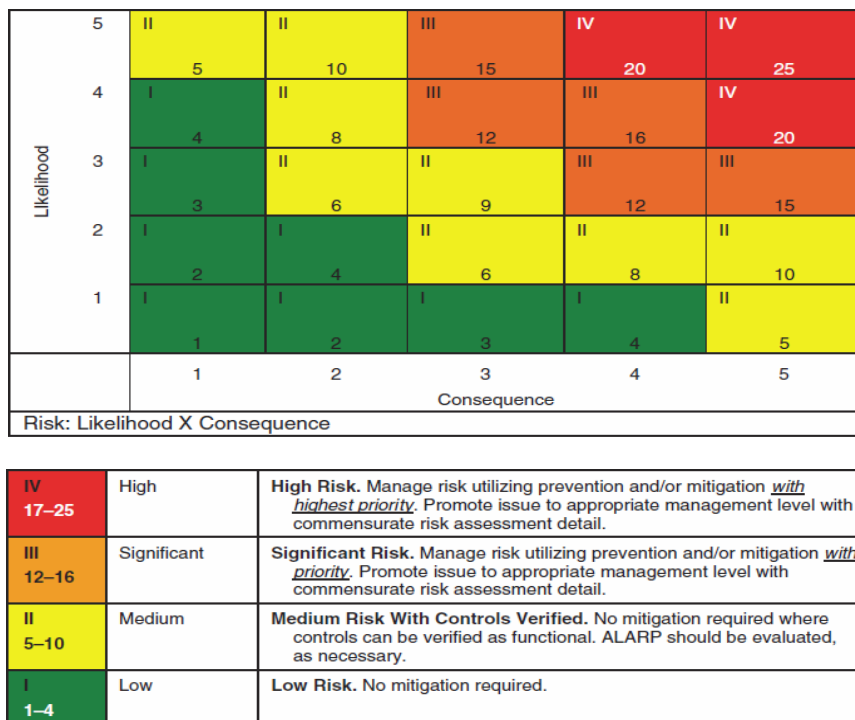 5 II II III IV IV
5 10 15 20 25
4 I II III III IV
4 8 12 16 20
3 I II II III III
3 6 9 12 15
2 I I II II II
2 4 6 8 10
1 I I I I II
1 2 3 4 5
Likelihood
1 2 3 4 5
Consequence
Risk: Likelihood X Consequence
IV High High Risk. Manage risk utilizing prevention and/or mitigation with
17–25 highest priority. Promote issue to appropriate management level with
commensurate risk assessment detail.
III Significant Significant Risk. Manage risk utilizing prevention and/or mitigation with
12–16 priority. Promote issue to appropriate management level with
commensurate risk assessment detail.
II Medium Medium Risk With Controls Verified. No mitigation required where
5–10 controls can be verified as functional. ALARP should be evaluated,
as necessary.
I Low Low Risk. No mitigation required.
1–4